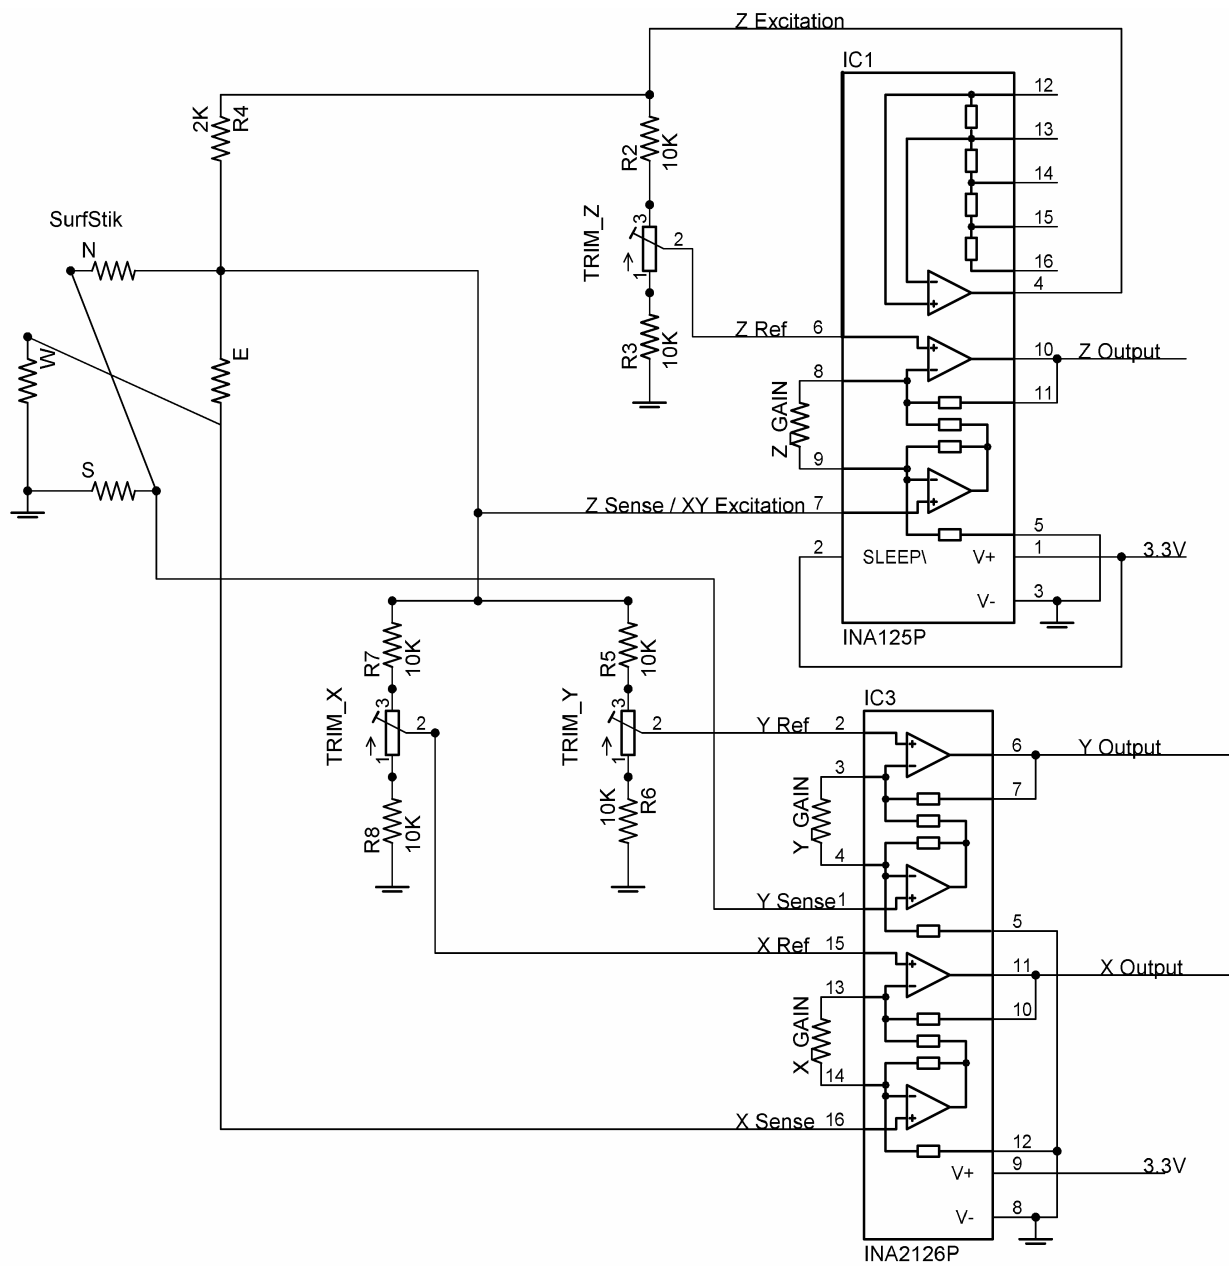 Z Excitation
IC1
12
13
14
15
16
4
2K
R4
R2
10K
SurfStik
N
TRIM_Z
3
2
1
Z Ref
6
10
Z Output
R3
10K
8
11
W
E
Z_GAIN
9
S
Z Sense / XY Excitation
7
5
2
SLEEP\
V+
1
3.3V
V-
3
INA125P
R7
10K
R5
10K
TRIM_X
3
2
1
TRIM_Y
3
2
1
IC3
Y Ref
2
6
Y Output
3
7
R8
10K
10K
R6
Y_GAIN
4
Y Sense
1
5
X Ref
15
11
X Output
13
10
X_GAIN
14
X Sense
16
12
V+
9
3.3V
V-
8
INA2126P